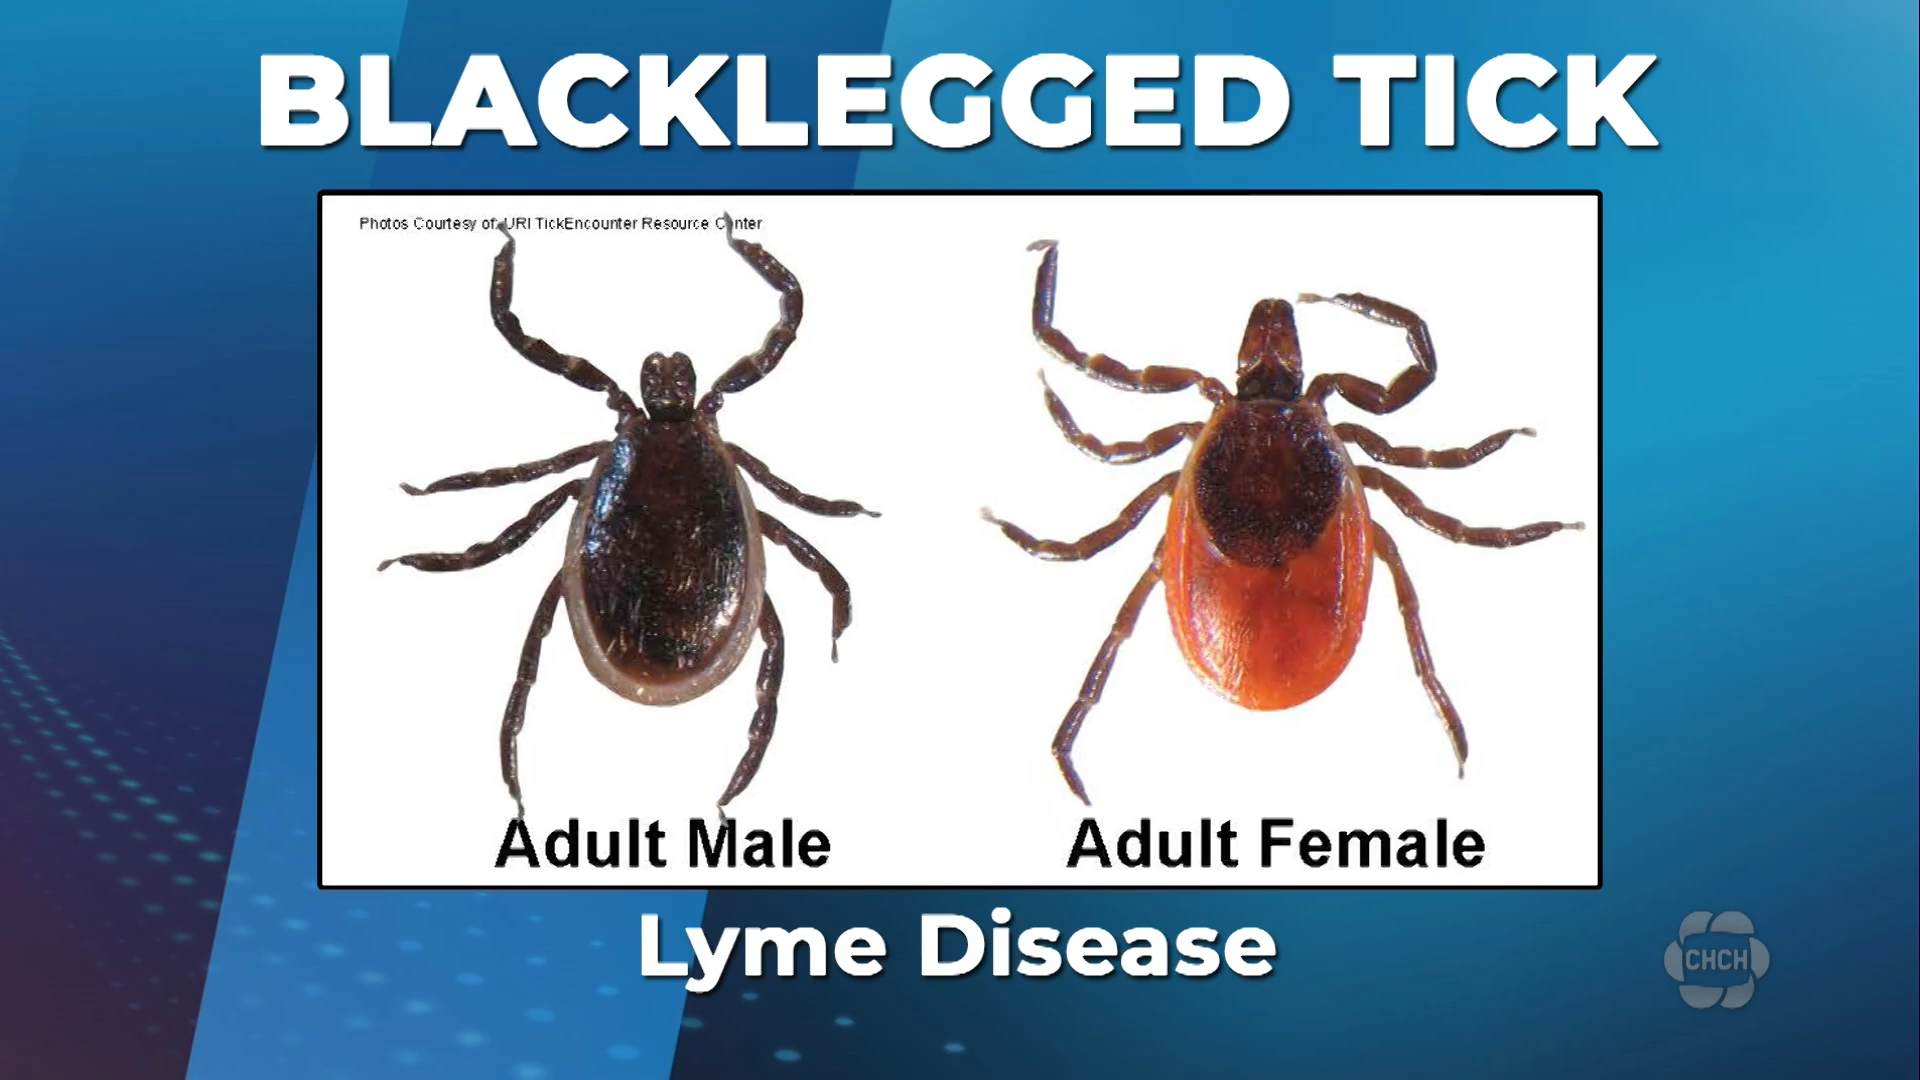 BLACKLEGGED TICK
Photos Courtesy of: URI TickEncounter Resource Center
Adult Male
Adult Female
Lyme Disease
CHCH